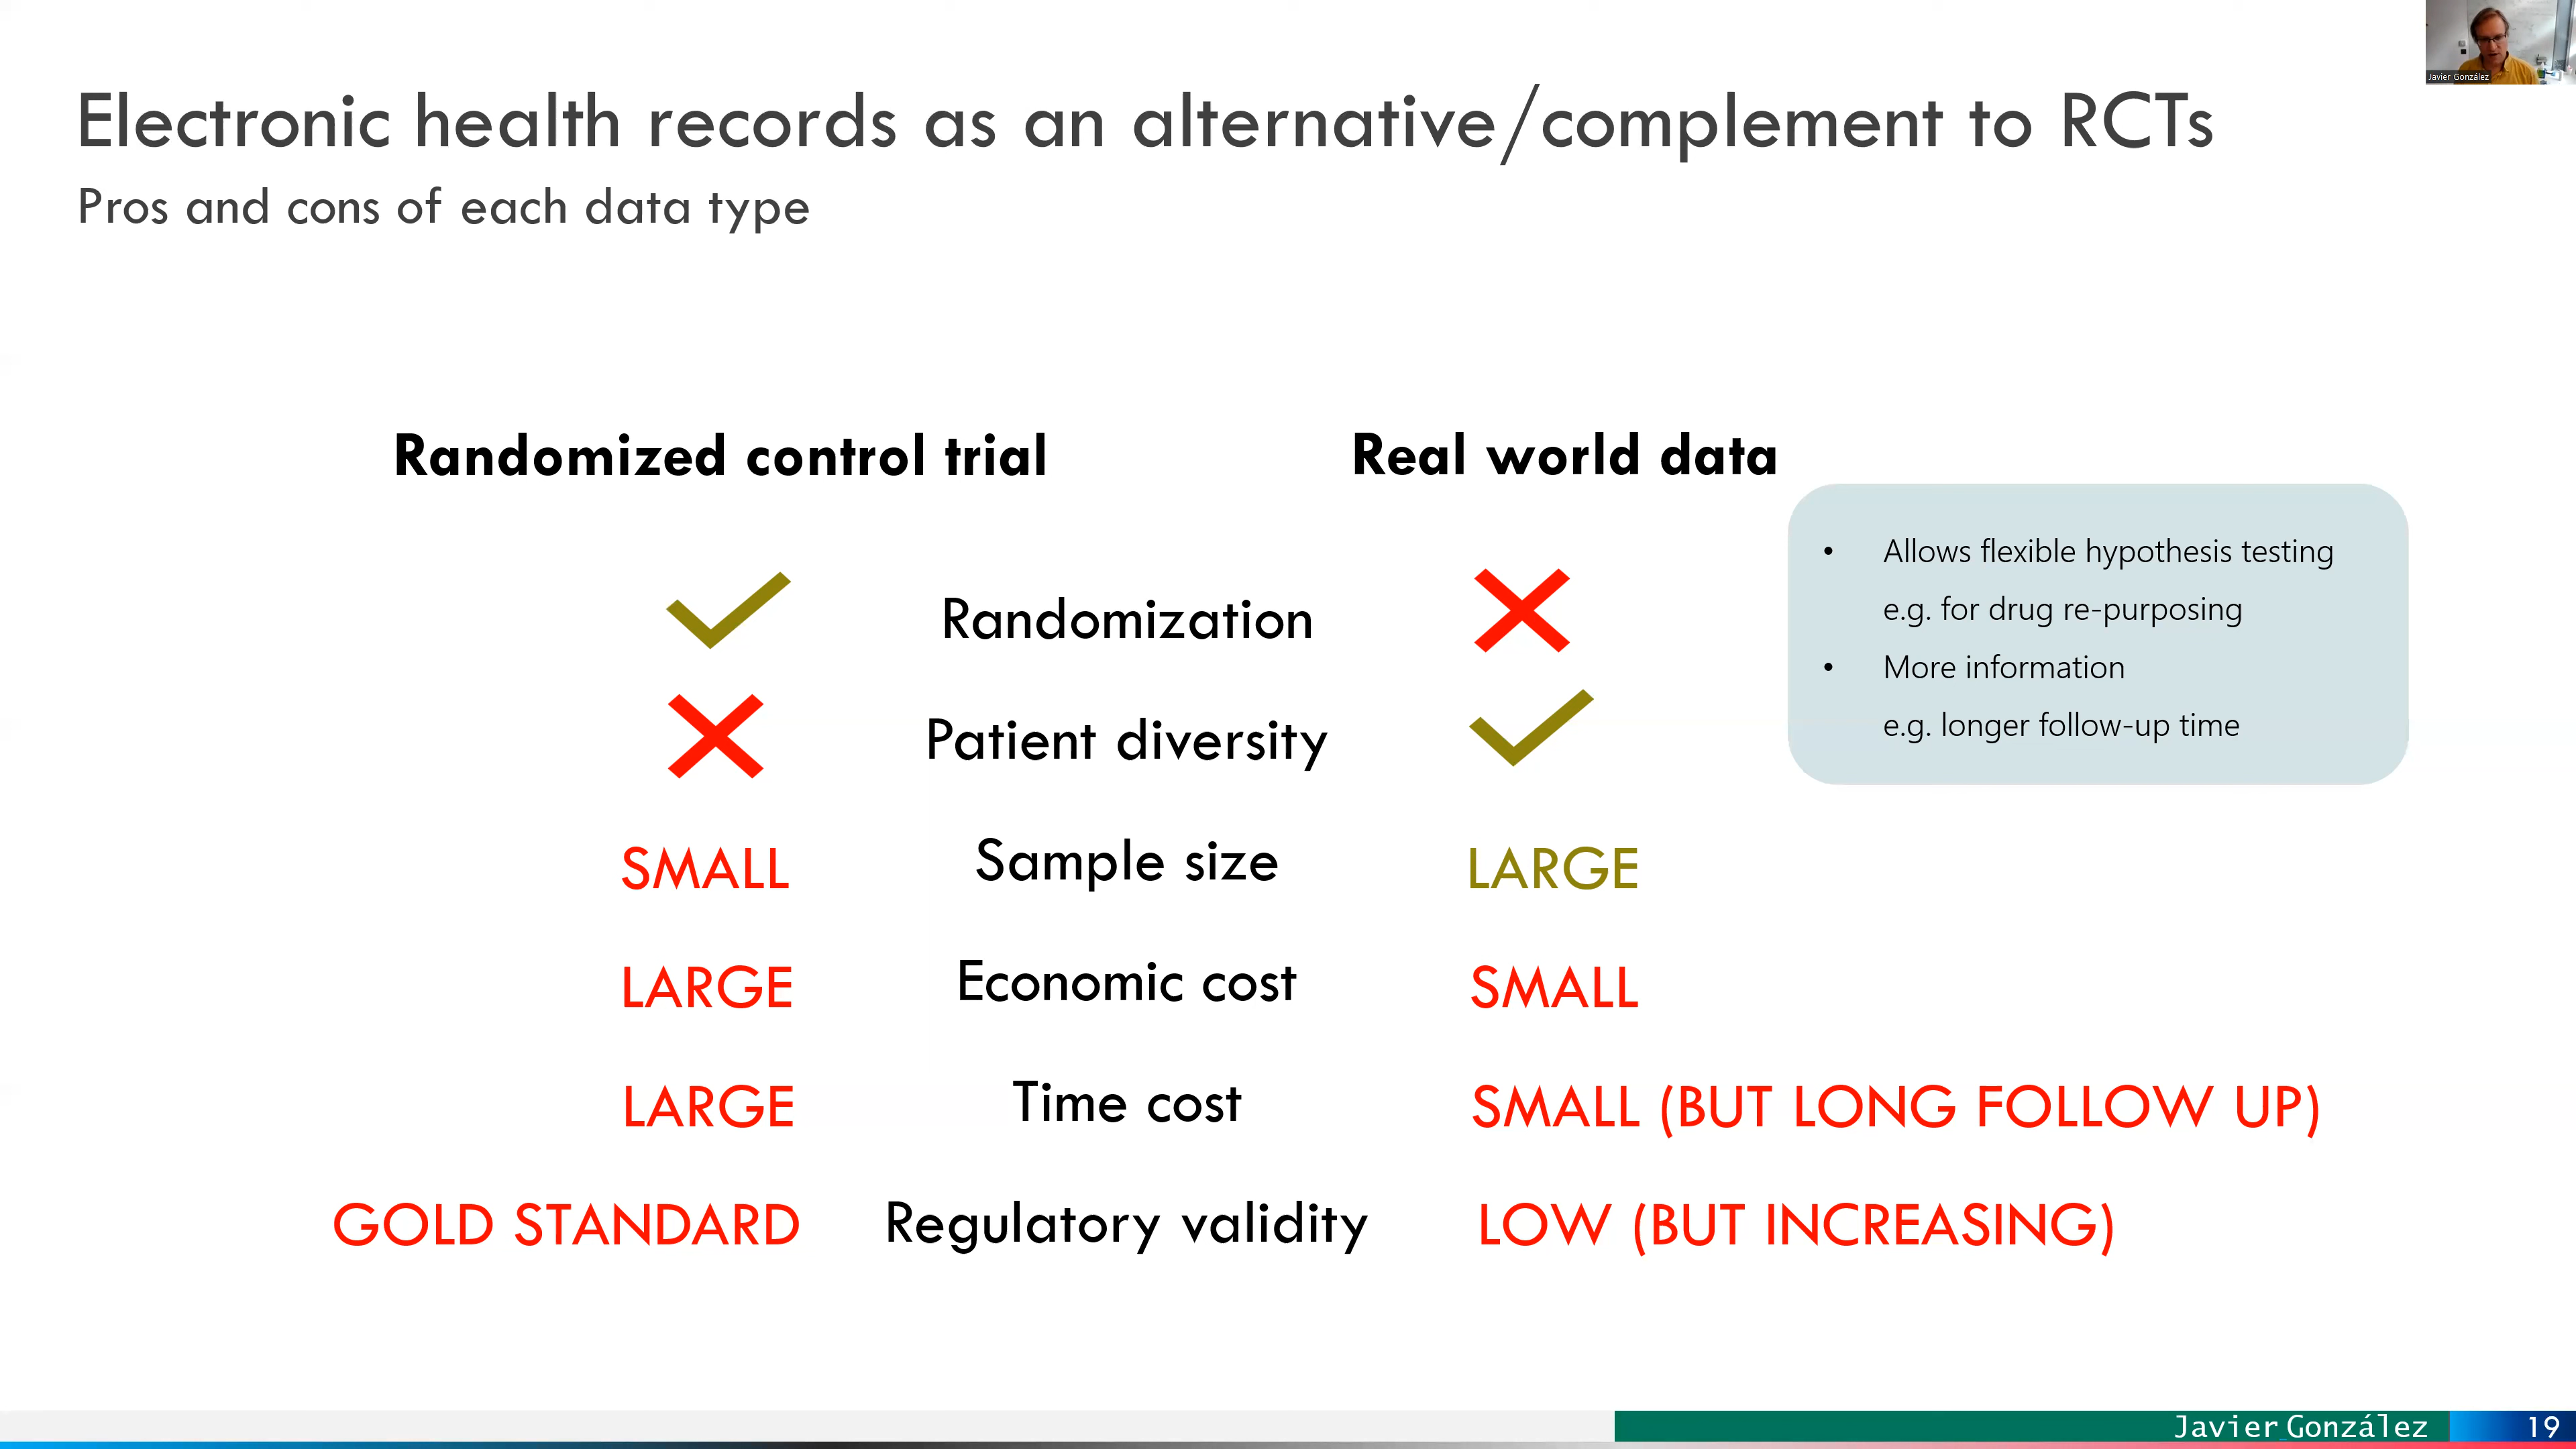 Javier González
Electronic health records as an alternative/complement to RCTs
Pros and cons of each data type
Randomized control trial
Real world data
• Allows flexible hypothesis testing
e.g. for drug re-purposing
• More information
e.g. longer follow-up time
Randomization
Patient diversity
SMALL Sample size LARGE
LARGE Economic cost SMALL
LARGE Time cost SMALL (BUT LONG FOLLOW UP)
GOLD STANDARD Regulatory validity LOW (BUT INCREASING)
Javier González 19